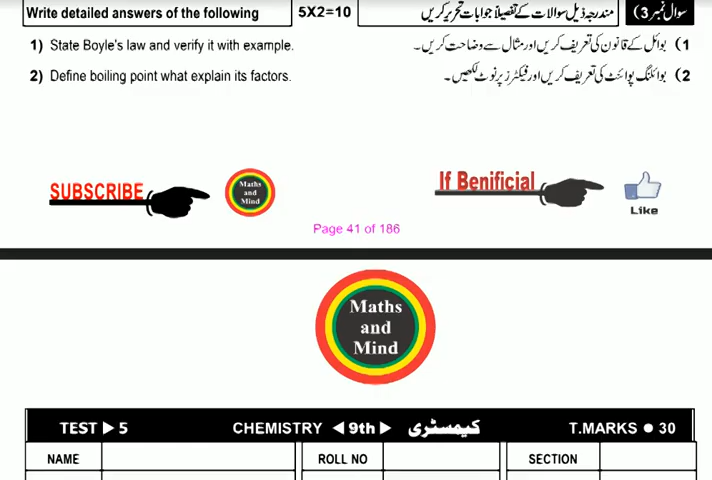 Write detailed answers of the following 5X2=10 مندرجہ ذیل سوالات کے تفصیلاً جوابات تحریر کریں سوال نمبر 3)
1) State Boyle's law and verify it with example. 1) بوائل کے قانون کی تعریف کریں اور مثال سے وضاحت کریں۔
2) Define boiling point what explain its factors. 2) بوائلنگ پوائنٹ کی تعریف کریں اور فیکٹرز پر نوٹ لکھیں۔
SUBSCRIBE
Maths
and
Mind
If Benificial
Like
Page 41 of 186
Maths
and
Mind
TEST ▶ 5 CHEMISTRY ◀ 9th ▶ کیمسٹری T.MARKS ● 30
NAME ROLL NO SECTION